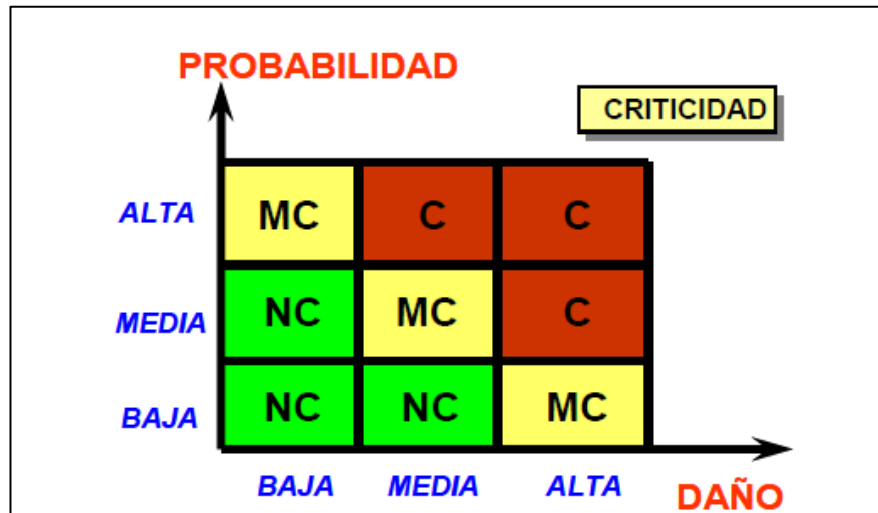 PROBABILIDAD
CRITICIDAD
ALTA MC C C
MEDIA NC MC C
BAJA NC NC MC
BAJA MEDIA ALTA
DAÑO